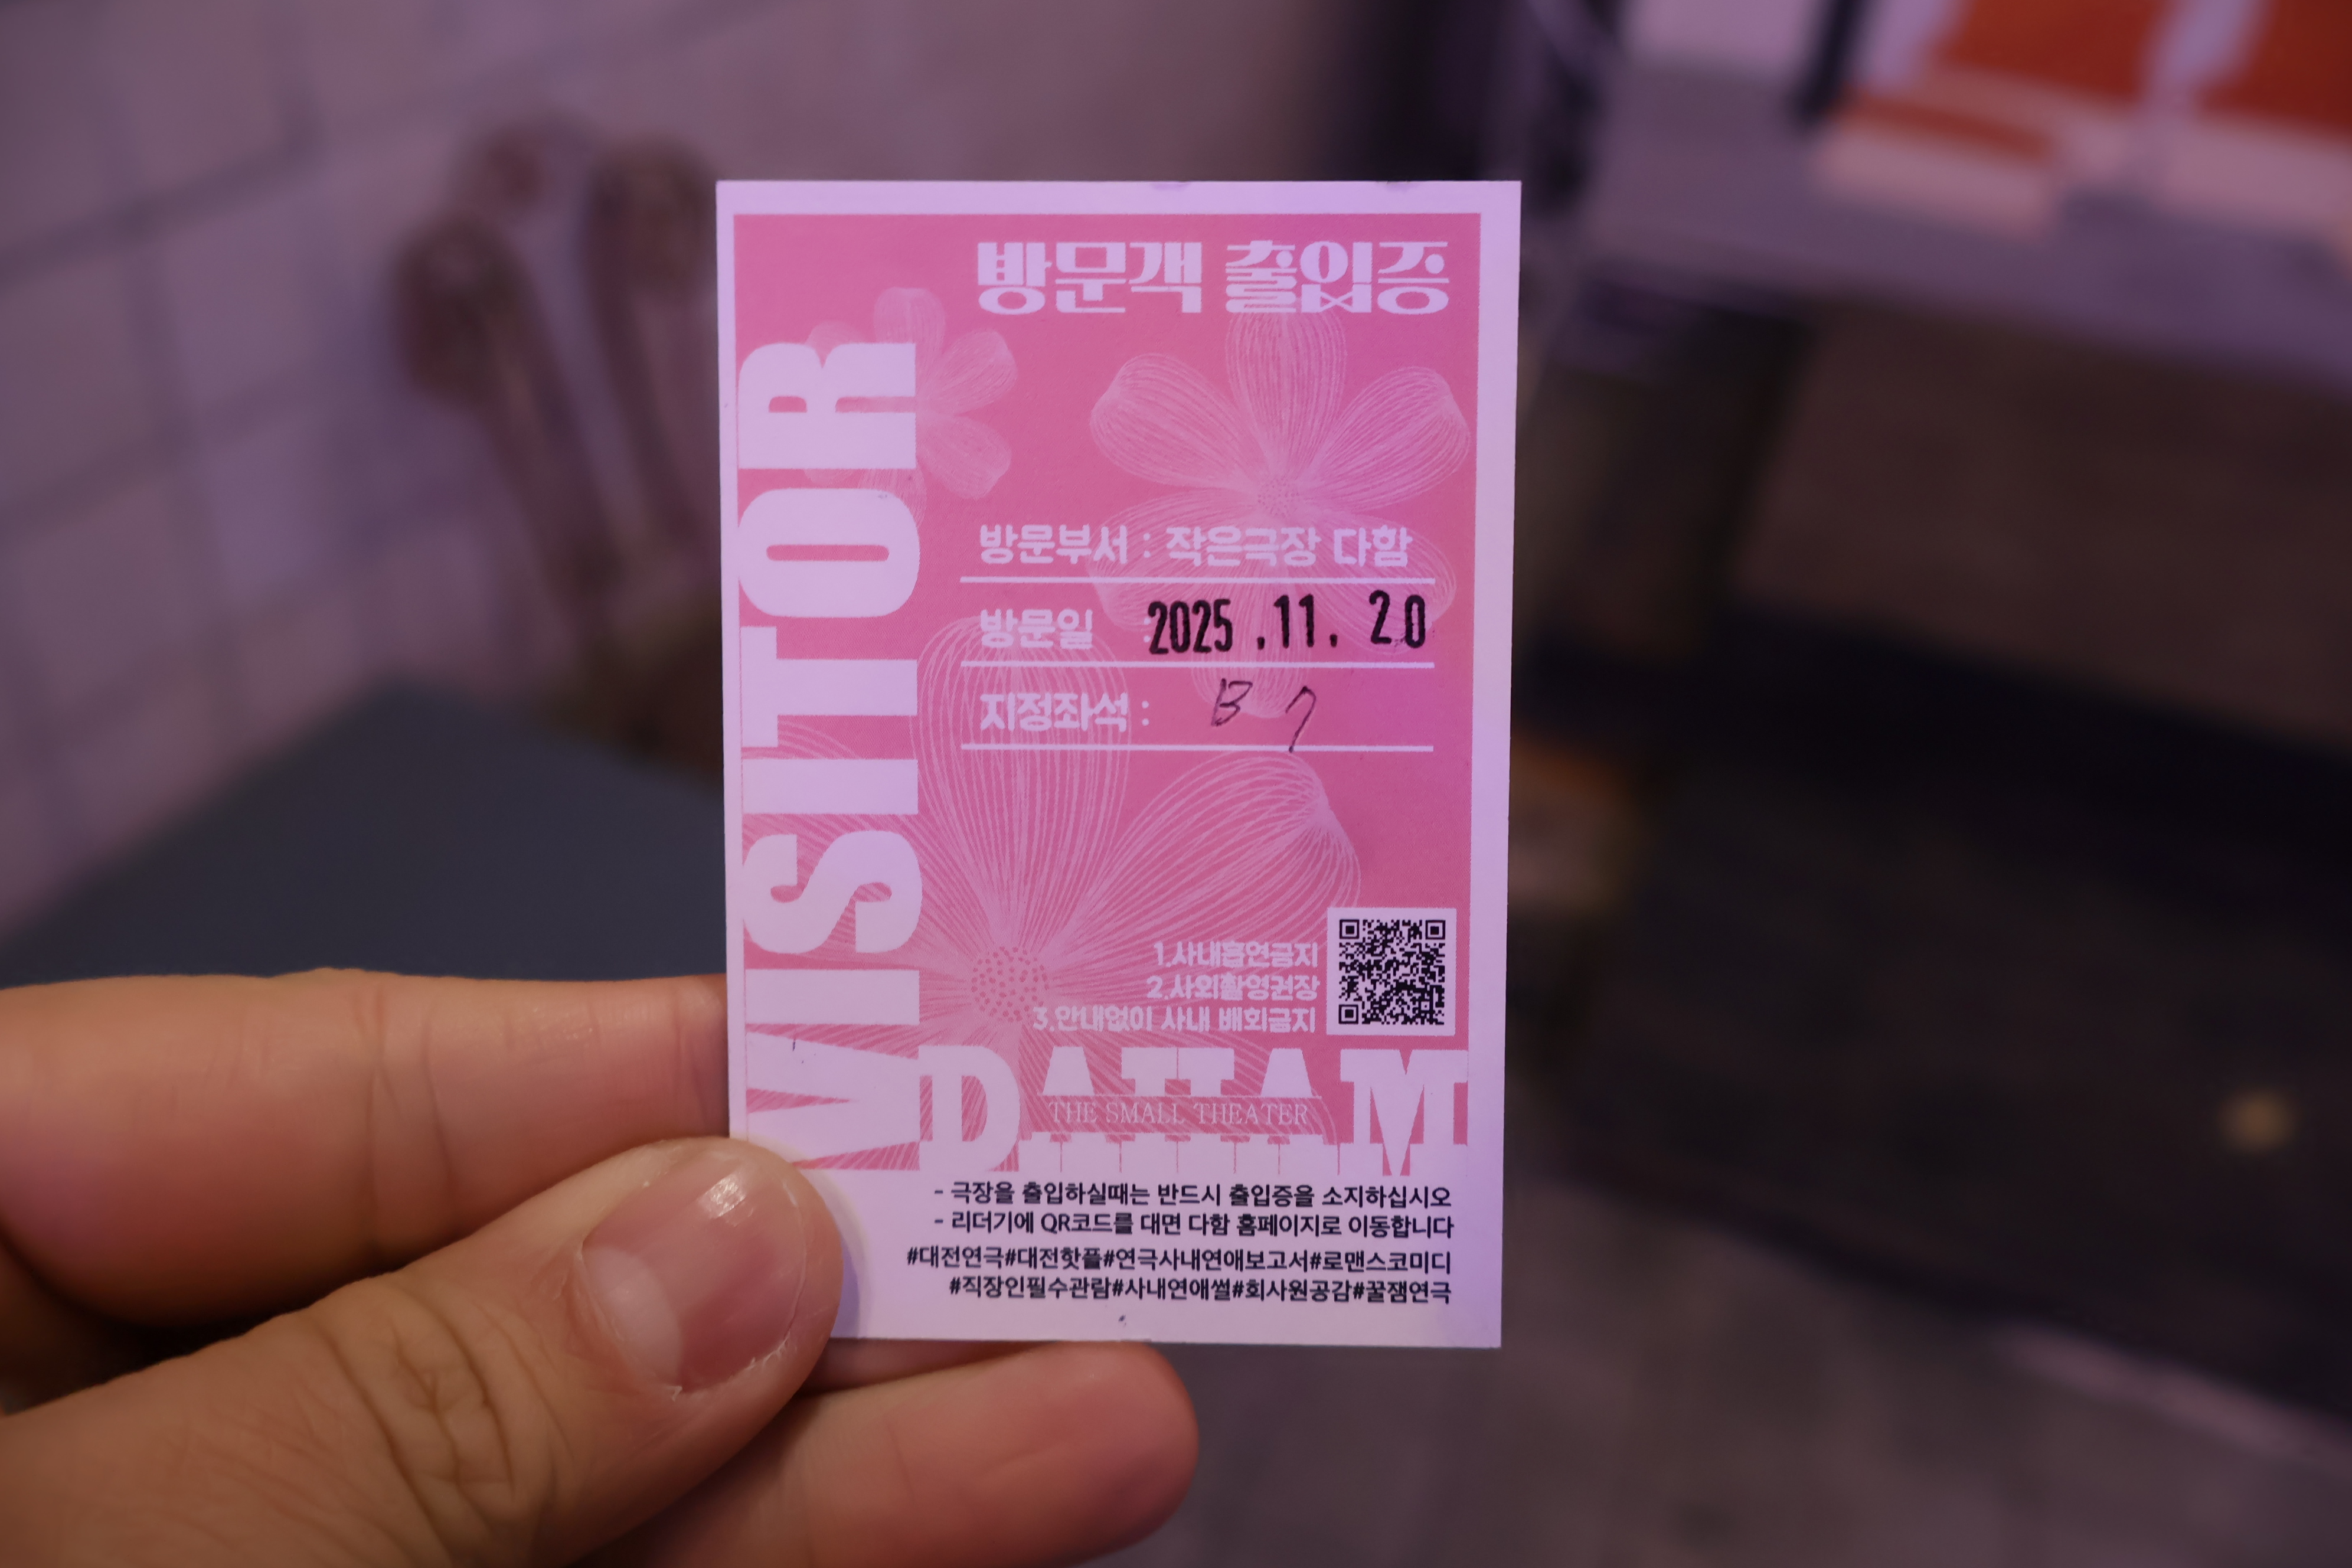 방문객 출입증
VISITOR
방문부서 : 작은극장 다함
방문일 : 2025.11.20
지정좌석 : B 7
1.사내흡연금지
2.사외촬영권장
3.안내없이 사내 배회금지
DAHAM
THE SMALL THEATER
- 극장을 출입하실때는 반드시 출입증을 소지하십시오
- 리더기에 QR코드를 대면 다함 홈페이지로 이동합니다
#대전연극#대전핫플#연극사내연애보고서#로맨스코미디
#직장인필수관람#사내연애썰#회사원공감#꿀잼연극